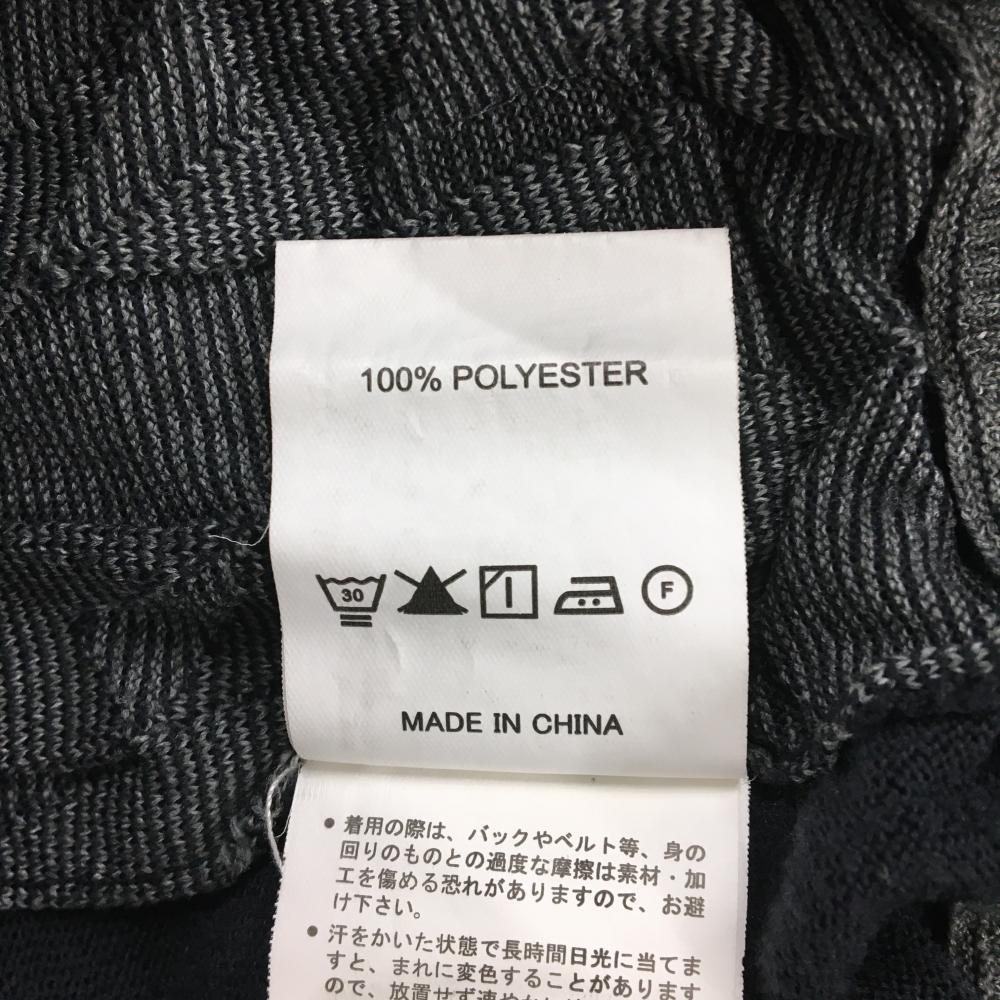 100% POLYESTER
30 F
MADE IN CHINA
● 着用の際は、バックやベルト等、身の
回りのものとの過度な摩擦は素材・加
工を傷める恐れがありますので、お避
け下さい。
● 汗をかいた状態で長時間日光に当てま
すと、まれに変色することがあります
ので、放置せず速やかに